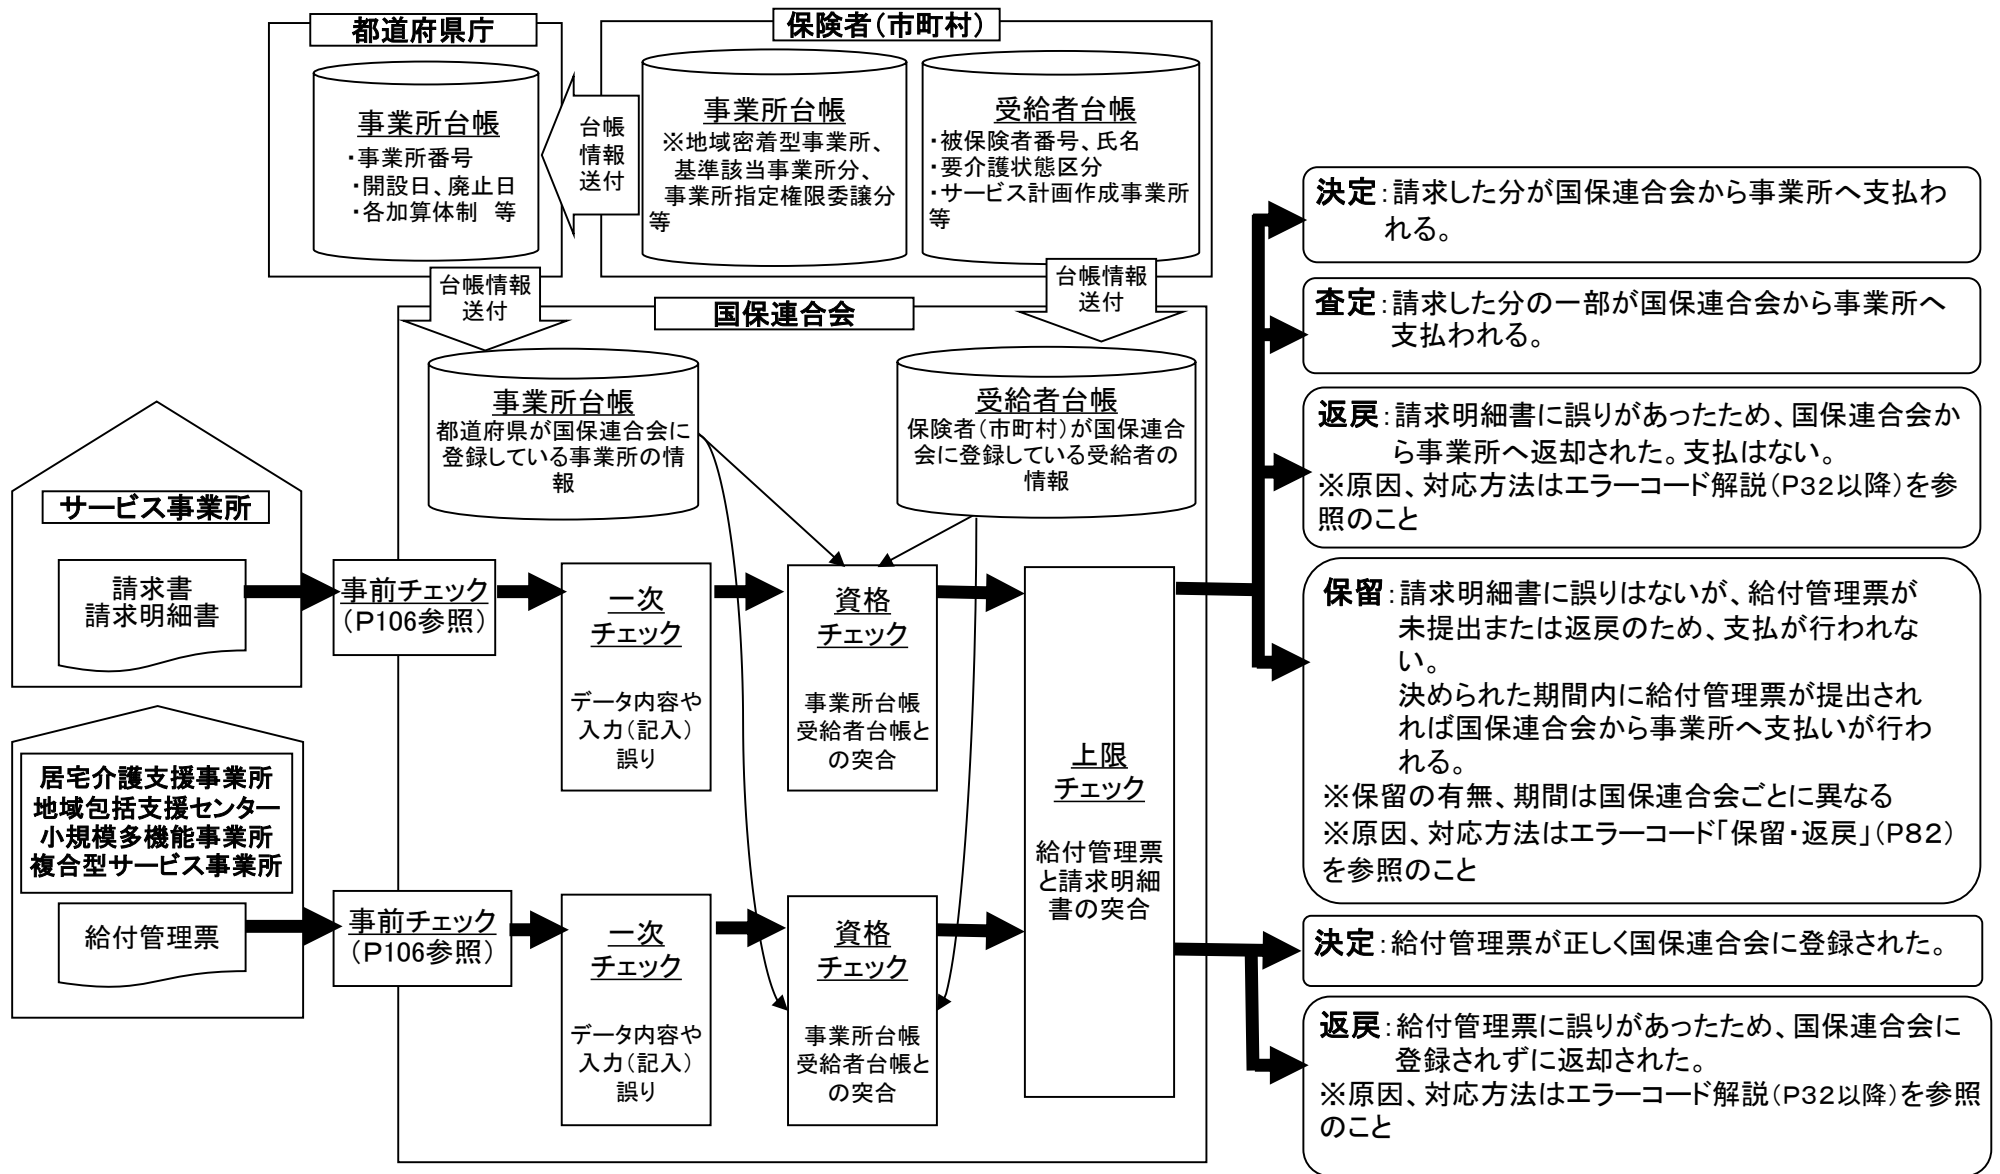 都道府県庁
事業所台帳
・事業所番号
・開設日、廃止日
・各加算体制　等
台帳
情報
送付
保険者（市町村）
事業所台帳
※地域密着型事業所、
基準該当事業所分、
事業所指定権限委譲分
等
受給者台帳
・被保険者番号、氏名
・要介護状態区分
・サービス計画作成事業所
等
台帳情報
送付
台帳情報
送付
国保連合会
事業所台帳
都道府県が国保連合会に
登録している事業所の情
報
受給者台帳
保険者（市町村）が国保連合
会に登録している受給者の
情報
サービス事業所
請求書
請求明細書
事前チェック
（P106参照）
一次
チェック
データ内容や
入力（記入）
誤り
資格
チェック
事業所台帳
受給者台帳と
の突合
居宅介護支援事業所
地域包括支援センター
小規模多機能事業所
複合型サービス事業所
給付管理票
事前チェック
（P106参照）
一次
チェック
データ内容や
入力（記入）
誤り
資格
チェック
事業所台帳
受給者台帳と
の突合
上限
チェック
給付管理票
と請求明細
書の突合
決定：請求した分が国保連合会から事業所へ支払わ
れる。
査定：請求した分の一部が国保連合会から事業所へ
支払われる。
返戻：請求明細書に誤りがあったため、国保連合会か
ら事業所へ返却された。支払はない。
※原因、対応方法はエラーコード解説（P32以降）を参
照のこと
保留：請求明細書に誤りはないが、給付管理票が
未提出または返戻のため、支払が行われな
い。
決められた期間内に給付管理票が提出され
れば国保連合会から事業所へ支払いが行わ
れる。
※保留の有無、期間は国保連合会ごとに異なる
※原因、対応方法はエラーコード「保留・返戻」（P82）
を参照のこと
決定：給付管理票が正しく国保連合会に登録された。
返戻：給付管理票に誤りがあったため、国保連合会に
登録されずに返却された。
※原因、対応方法はエラーコード解説（P32以降）を参照
のこと